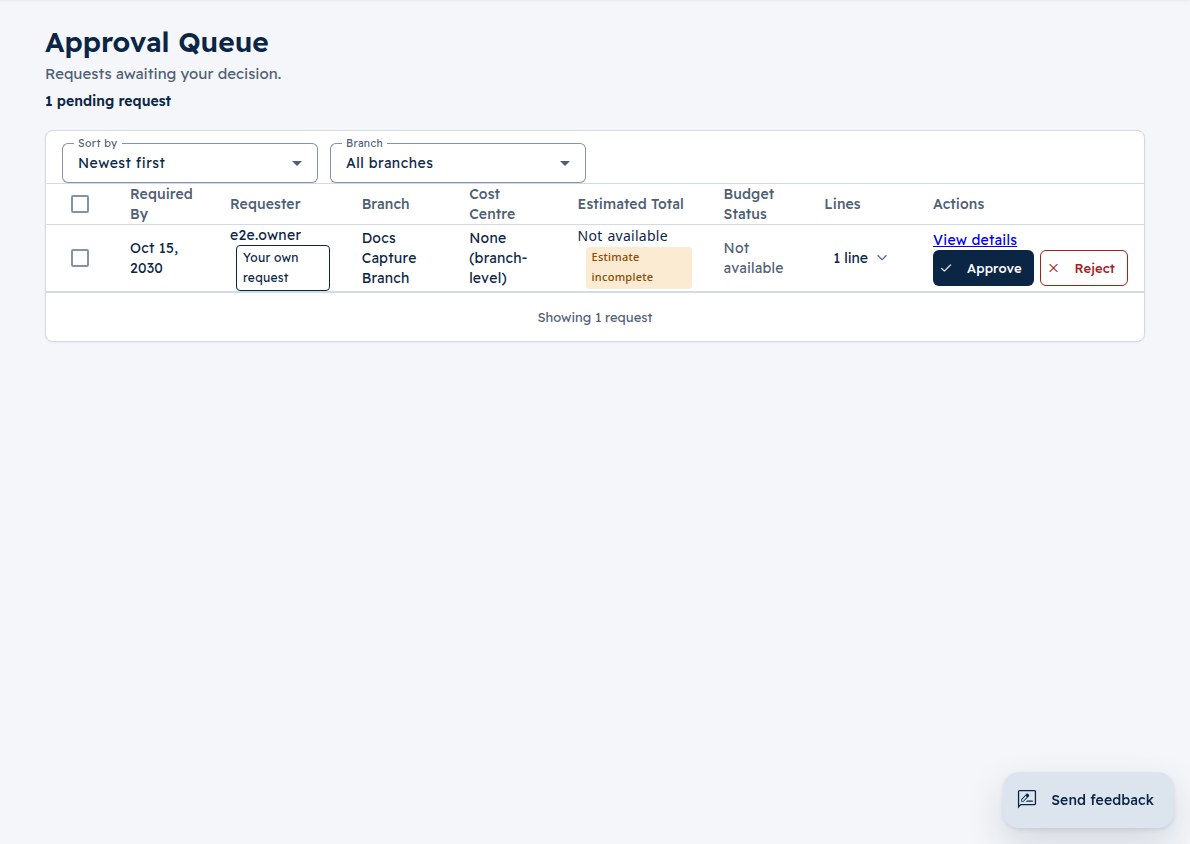 Approval Queue
Requests awaiting your decision.
1 pending request
Sort by
Newest first
Branch
All branches
Required By
Requester
Branch
Cost Centre
Estimated Total
Budget Status
Lines
Actions
Oct 15, 2030
e2e.owner
Your own request
Docs Capture Branch
None (branch-level)
Not available
Estimate incomplete
Not available
1 line
View details
Approve
Reject
Showing 1 request
Send feedback